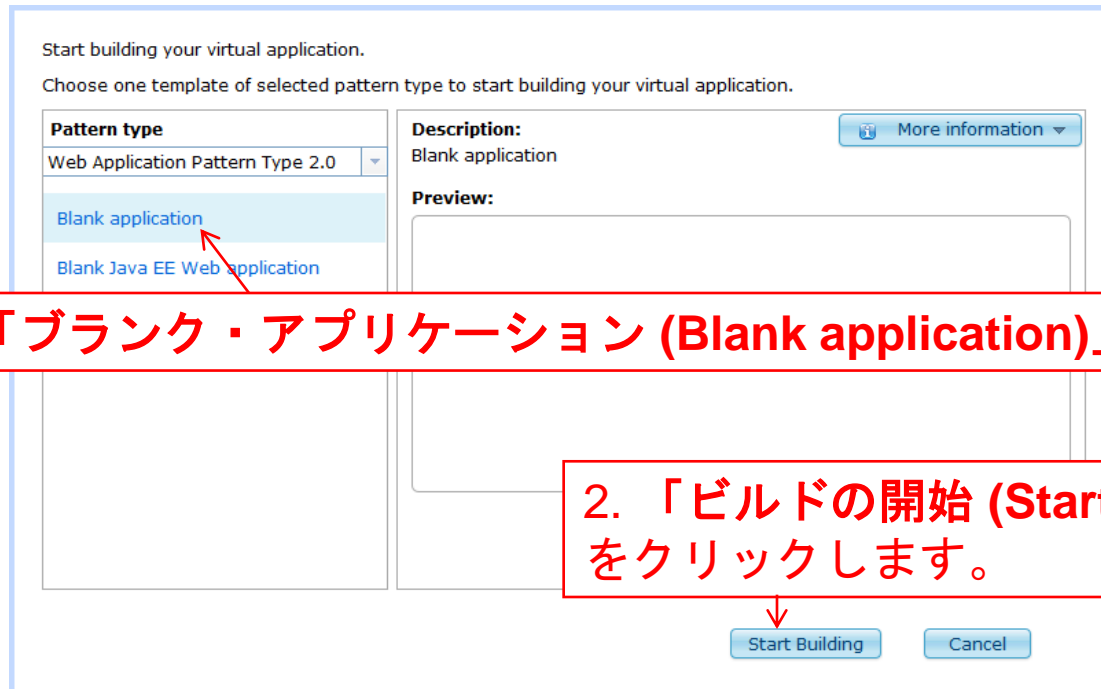 Start building your virtual application.
Choose one template of selected pattern type to start building your virtual application.
Pattern type
Web Application Pattern Type 2.0
Blank application
Blank Java EE Web application
Description:
Blank application
More information
Preview:
「ブランク・アプリケーション (Blank application)」
2. 「ビルドの開始 (Start
をクリックします。
Start Building
Cancel